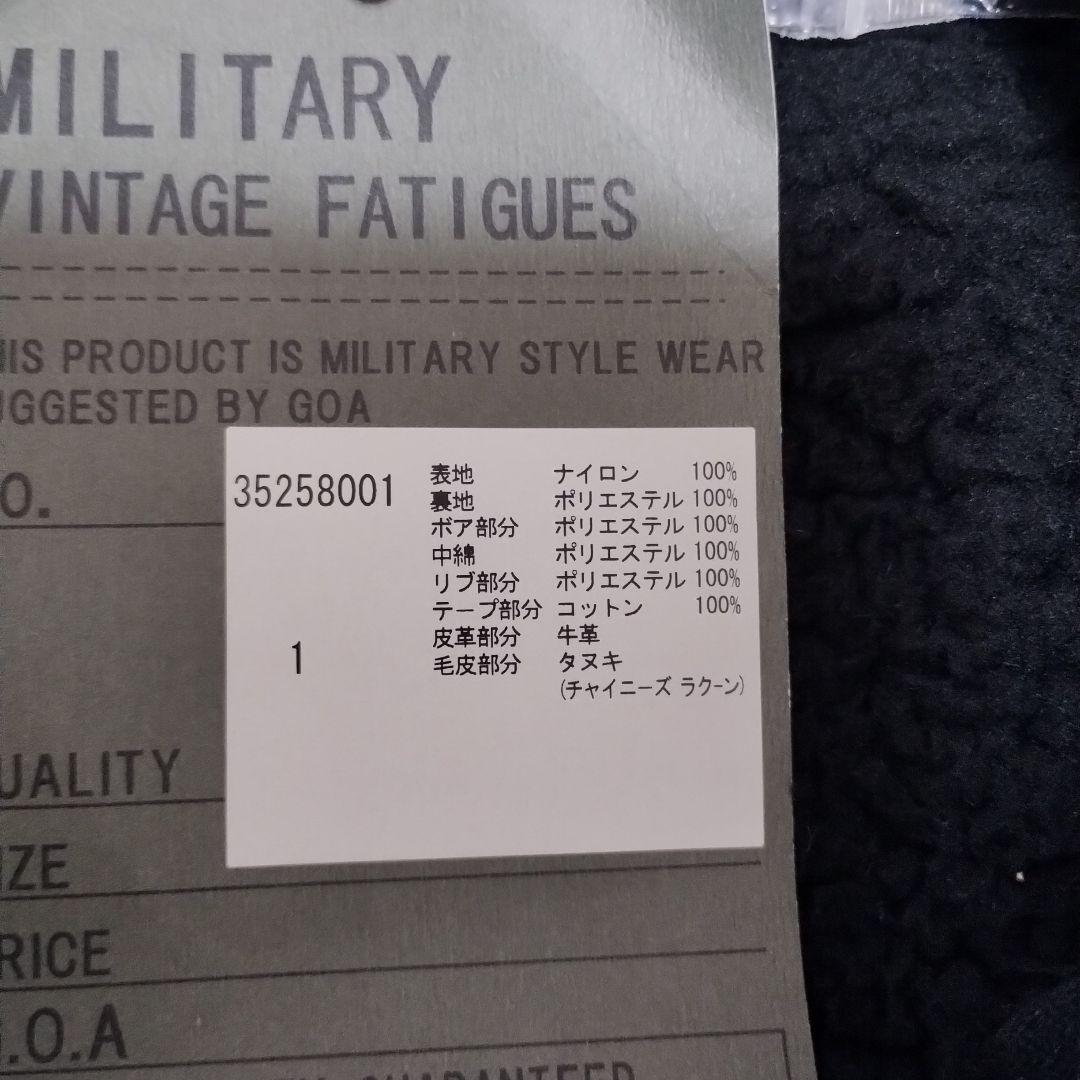 MILITARY
VINTAGE FATIGUES
HIS PRODUCT IS MILITARY STYLE WEAR
UGGESTED BY GOA
O.
35258001
表地 ナイロン 100%
裏地 ポリエステル 100%
ボア部分 ポリエステル 100%
中綿 ポリエステル 100%
リブ部分 ポリエステル 100%
テープ部分 コットン 100%
皮革部分 牛革
毛皮部分 タヌキ
(チャイニーズ ラクーン)
1
UALITY
IZE
RICE
.O.A
GUARANTEED